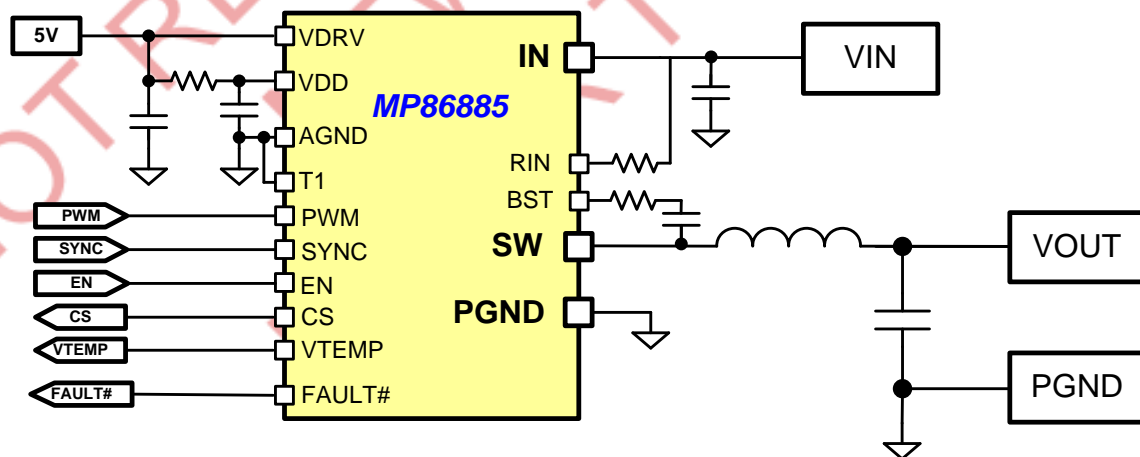 5V
VDRV
VDD
AGND
T1
PWM
SYNC
EN
CS
VTEMP
FAULT#
PWM
SYNC
EN
CS
VTEMP
FAULT#
MP86885
IN
RIN
BST
SW
PGND
VIN
VOUT
PGND